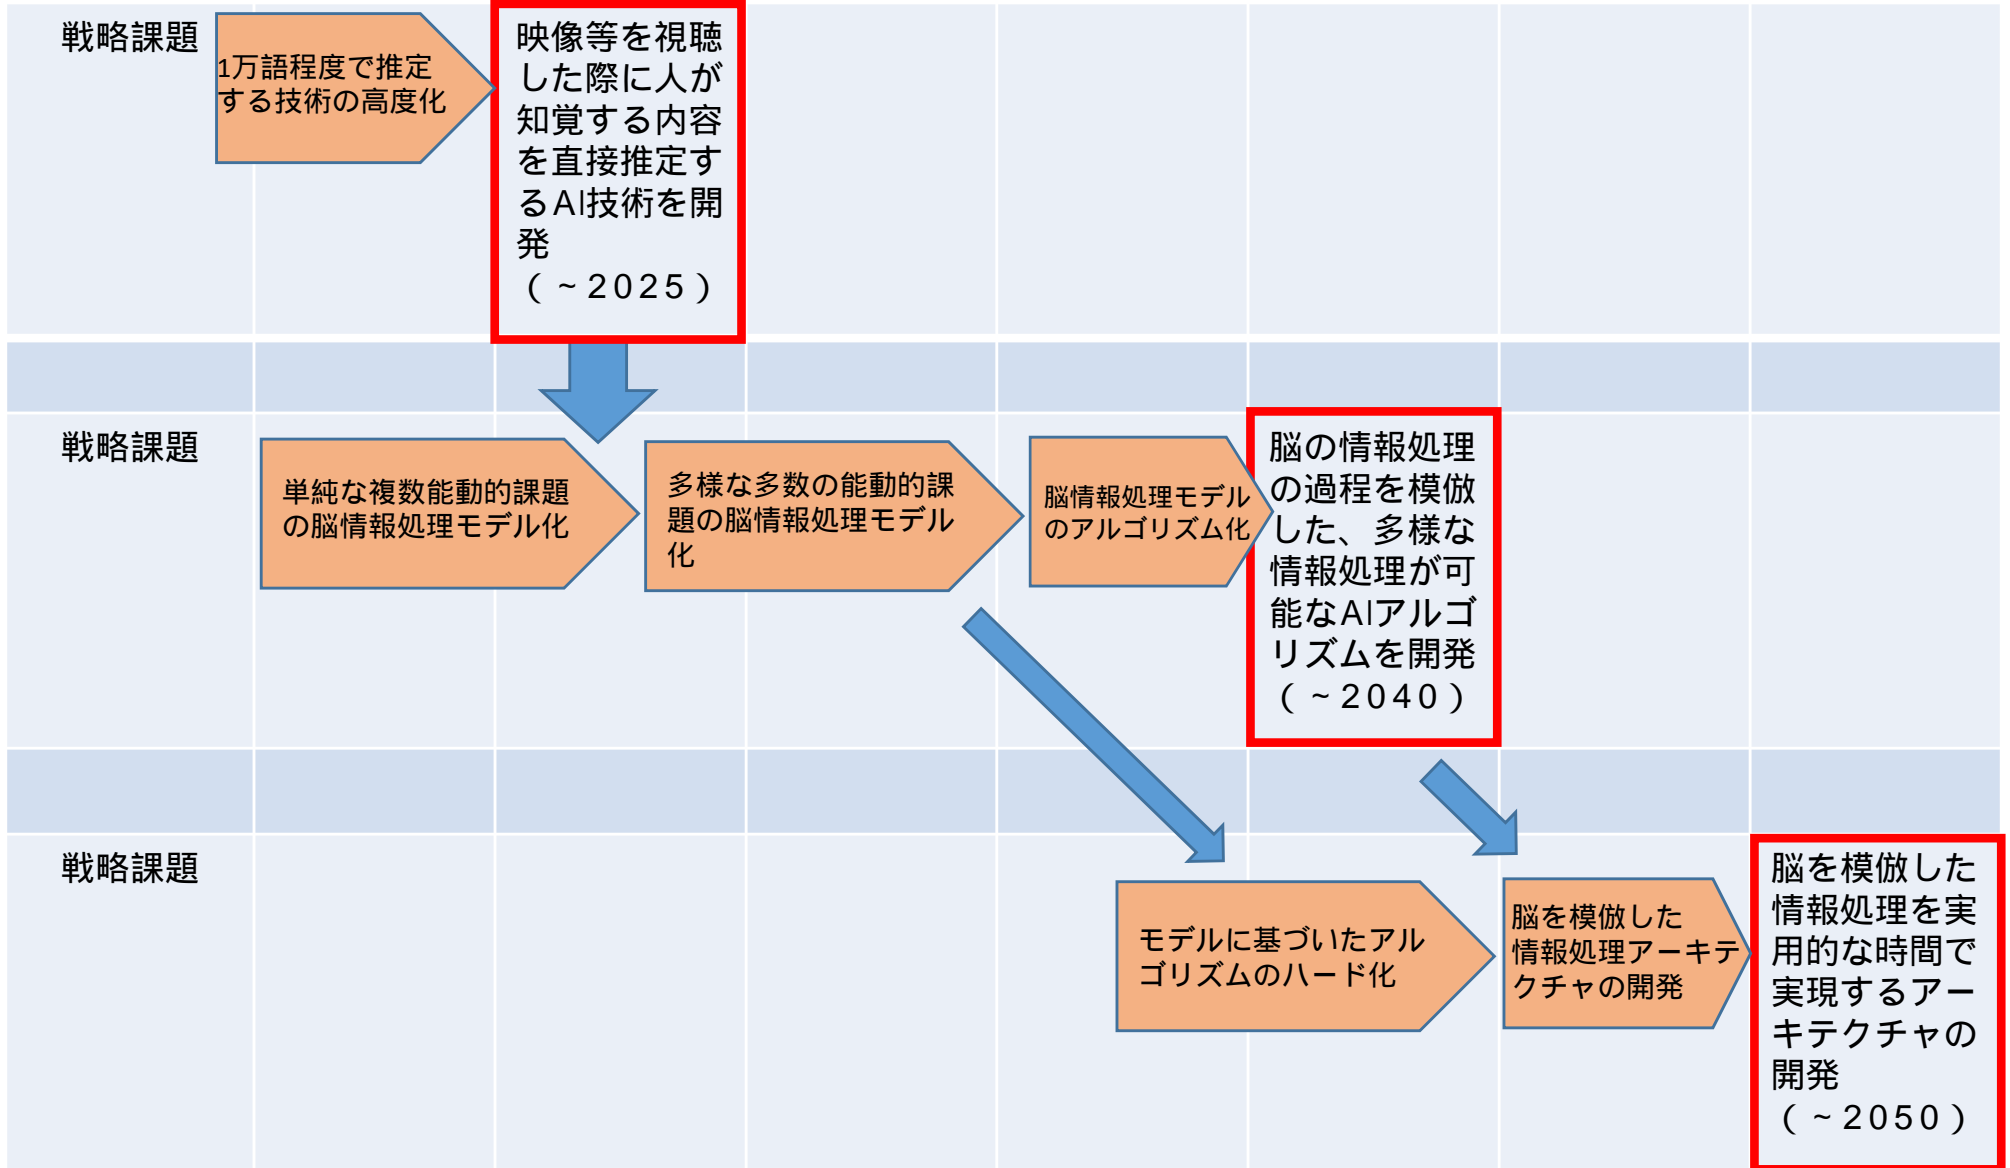 戦略課題
1万語程度で推定
する技術の高度化
映像等を視聴
した際に人が
知覚する内容
を直接推定す
るAI技術を開
発
（~2025）
戦略課題
単純な複数能動的課題
の脳情報処理モデル化
多様な多数の能動的課
題の脳情報処理モデル
化
脳情報処理モデル
のアルゴリズム化
脳の情報処理
の過程を模倣
した、多様な
情報処理が可
能なAIアルゴ
リズムを開発
（~2040）
戦略課題
モデルに基づいたアル
ゴリズムのハード化
脳を模倣した
情報処理アーキテ
クチャの開発
脳を模倣した
情報処理を実
用的な時間で
実現するアー
キテクチャの
開発
（~2050）